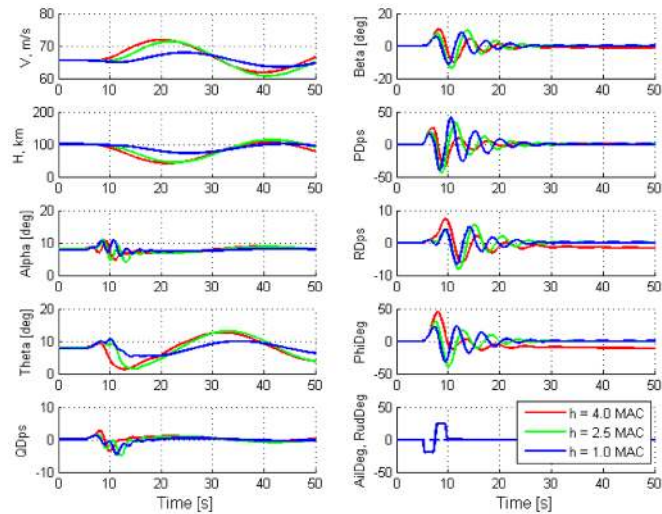 V, m/s
80
70
60
0 10 20 30 40 50
H, km
200
100
0
0 10 20 30 40 50
Alpha [deg]
20
10
0
0 10 20 30 40 50
Theta [deg]
20
10
0
0 10 20 30 40 50
QDps
10
0
-10
0 10 20 30 40 50
Time [s]
Beta [deg]
20
0
-20
0 10 20 30 40 50
PDps
50
0
-50
0 10 20 30 40 50
RDps
10
0
10
0 10 20 30 40 50
PhiDeg
50
0
-50
0 10 20 30 40 50
AilDeg, RudDeg
50
0
-50
0 10 20 30 40 50
Time [s]
h = 4.0 MAC
h = 2.5 MAC
h = 1.0 MAC